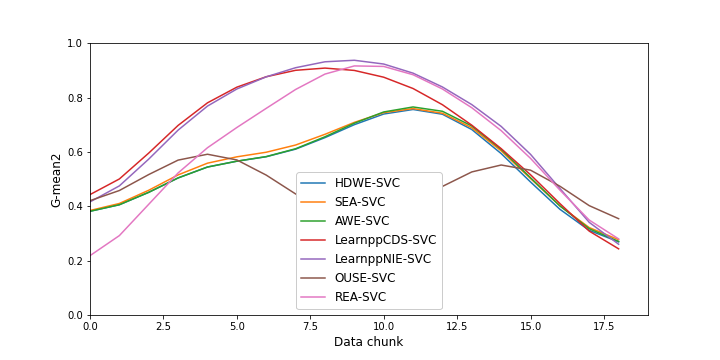 1.0
0.8
0.6
0.4
0.2
0.0
G-mean2
HDWE-SVC
SEA-SVC
AWE-SVC
LearnppCDS-SVC
LearnppNIE-SVC
OUSE-SVC
REA-SVC
0.0 2.5 5.0 7.5 10.0 12.5 15.0 17.5
Data chunk